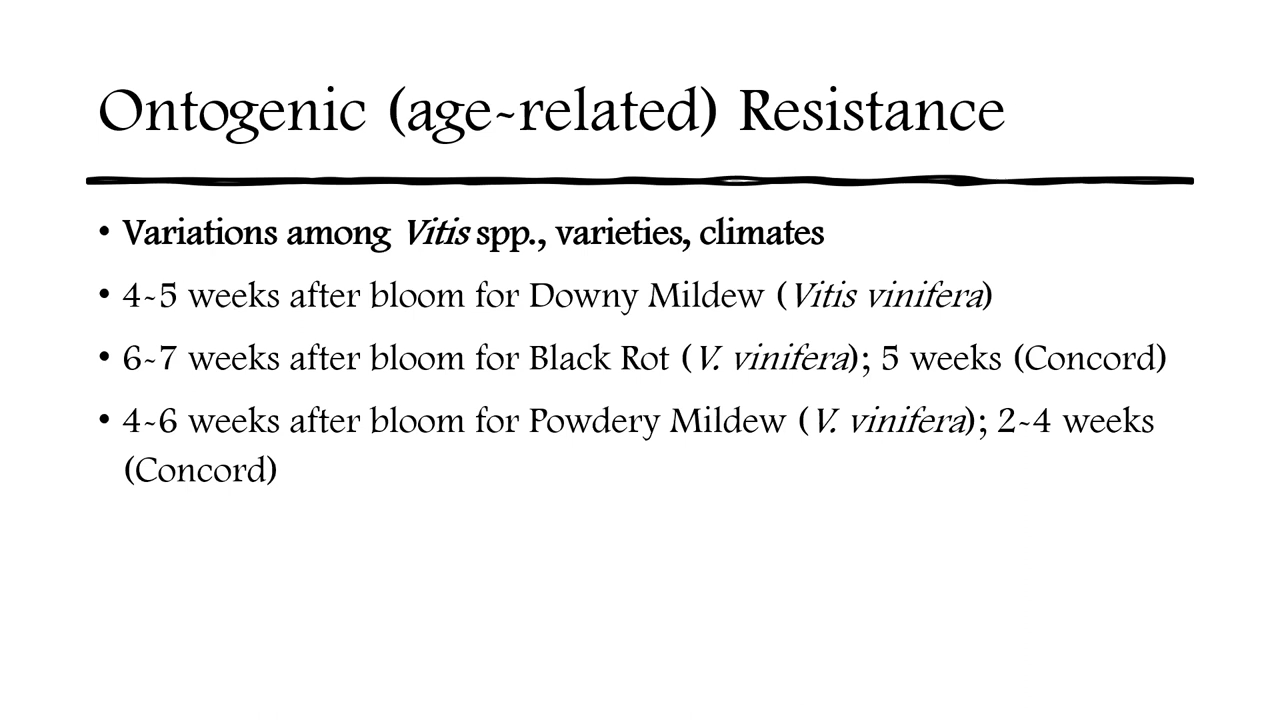 Ontogenic (age-related) Resistance
• Variations among Vitis spp., varieties, climates
• 4-5 weeks after bloom for Downy Mildew (Vitis vinifera)
• 6-7 weeks after bloom for Black Rot (V. vinifera); 5 weeks (Concord)
• 4-6 weeks after bloom for Powdery Mildew (V. vinifera); 2-4 weeks
(Concord)